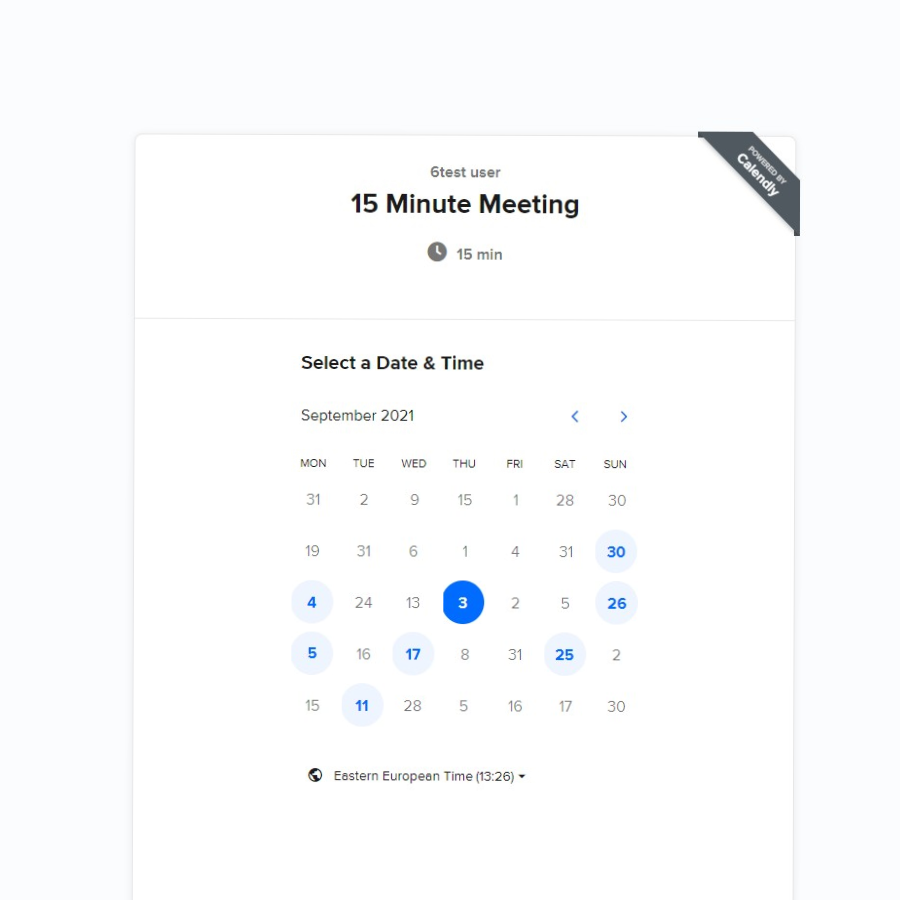 6test user
POWERED BY
Calendly
15 Minute Meeting
15 min
Select a Date & Time
September 2021
MON TUE WED THU FRI SAT SUN
31 2 9 15 1 28 30
19 31 6 1 4 31 30
4 24 13 3 2 5 26
5 16 17 8 31 25 2
15 11 28 5 16 17 30
Eastern European Time (13:26)